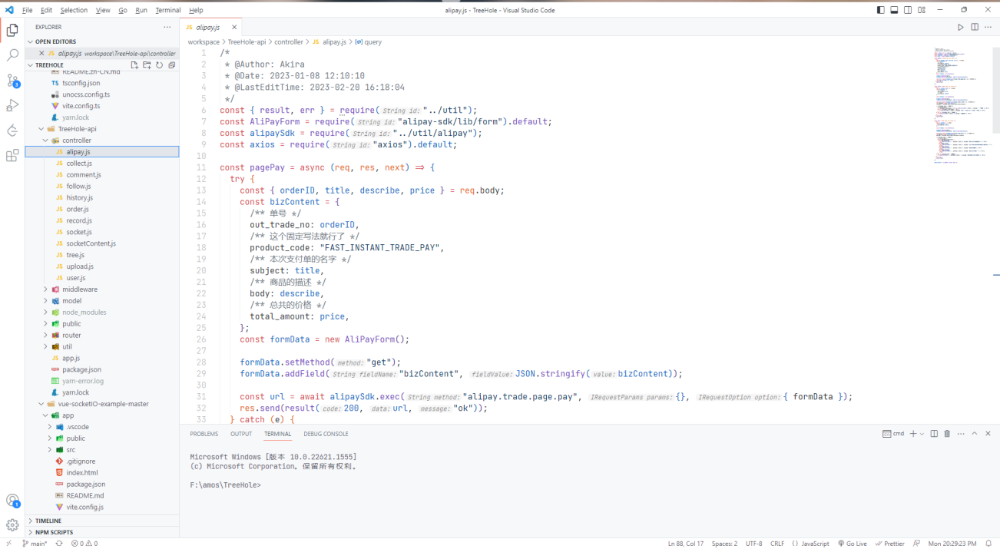 File Edit Selection View Go Run Terminal Help
alipay.js - TreeHole - Visual Studio Code
EXPLORER
OPEN EDITORS
JS alipay.js workspace\TreeHole-api\controller
TREEHOLE
README.zh-CN.md
TS tsconfig.json
unocss.config.ts
vite.config.ts
yarn.lock
TreeHole-api
controller
JS alipay.js
JS collect.js
JS comment.js
JS follow.js
JS history.js
JS order.js
JS record.js
JS socket.js
JS socketContent.js
JS tree.js
JS upload.js
JS user.js
middleware
model
node_modules
public
router
util
JS app.js
package.json
yarn-error.log
yarn.lock
vue-socketIO-example-master
app
.vscode
public
src
.gitignore
index.html
package.json
README.md
vite.config.js
TIMELINE
NPM SCRIPTS
3
1
JS alipay.js
workspace > TreeHole-api > controller > JS alipay.js > query
1 /*
2 * @Author: Akira
3 * @Date: 2023-01-08 12:10:10
4 * @LastEditTime: 2023-02-20 16:18:04
5 */
6 const { result, err } = require(String id: "../util");
7 const AliPayForm = require(String id: "alipay-sdk/lib/form").default;
8 const alipaySdk = require(String id: "../util/alipay");
9 const axios = require(String id: "axios").default;
10
11 const pagePay = async (req, res, next) => {
12 try {
13 const { orderID, title, describe, price } = req.body;
14 const bizContent = {
15 /** 单号 */
16 out_trade_no: orderID,
17 /** 这个固定写法就行了 */
18 product_code: "FAST_INSTANT_TRADE_PAY",
19 /** 本次支付单的名字 */
20 subject: title,
21 /** 商品的描述 */
22 body: describe,
23 /** 总共的价格 */
24 total_amount: price,
25 };
26 const formData = new AliPayForm();
27
28 formData.setMethod(method: "get");
29 formData.addField(String fieldName: "bizContent", fieldValue: JSON.stringify(value: bizContent));
30
31 const url = await alipaySdk.exec(String method: "alipay.trade.page.pay", IRequestParams params: {}, IRequestOption option: { formData });
32 res.send(result(code: 200, data: url, message: "ok"));
33 } catch (e) {
PROBLEMS OUTPUT TERMINAL DEBUG CONSOLE
cmd
Microsoft Windows [版本 10.0.22621.1555]
(c) Microsoft Corporation。保留所有权利。
F:\amos\TreeHole>
main* 0 0
Ln 88, Col 17 Spaces: 2 UTF-8 CRLF {} JavaScript Go Live Prettier Mon 20:29:23 PM